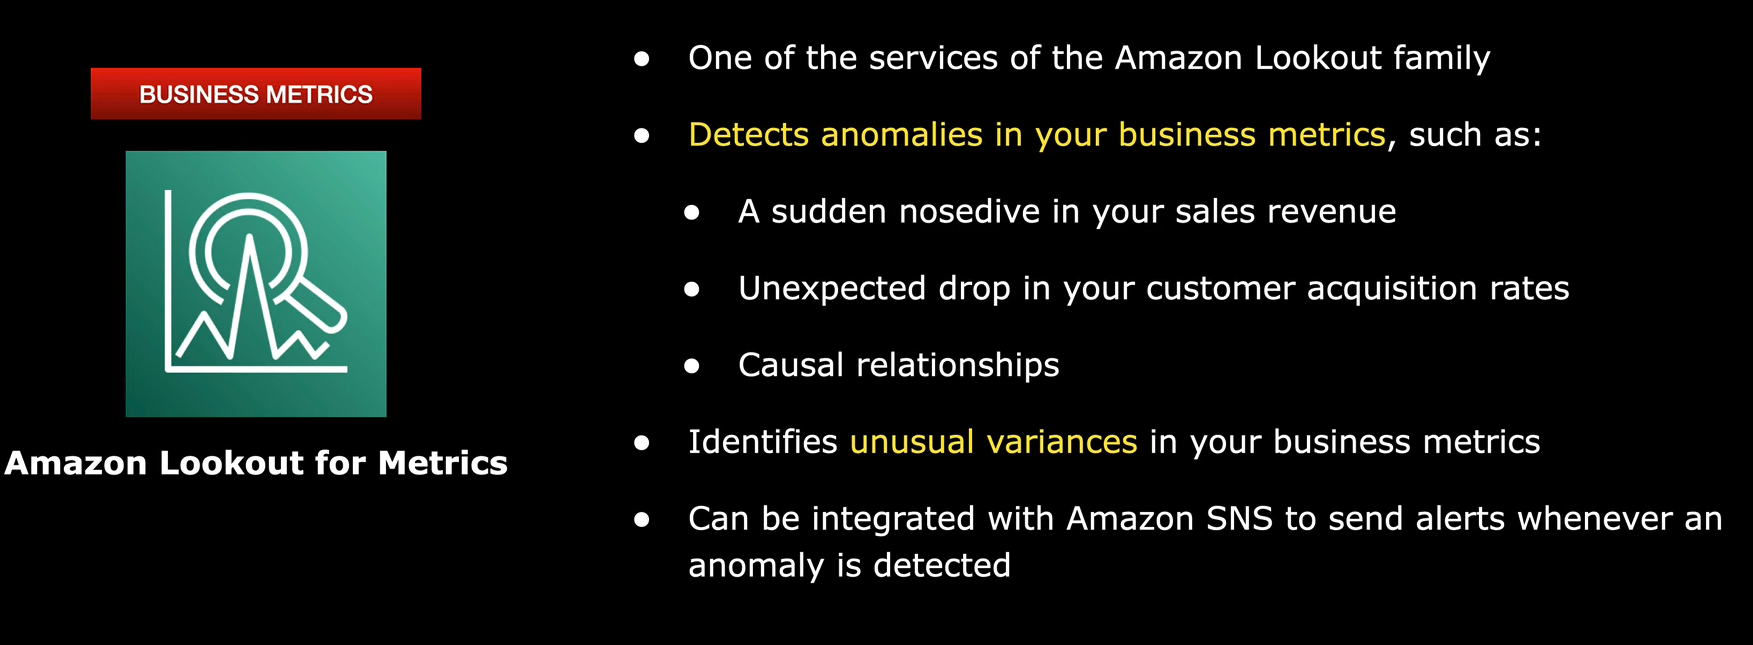 BUSINESS METRICS
Amazon Lookout for Metrics
● One of the services of the Amazon Lookout family
● Detects anomalies in your business metrics, such as:
● A sudden nosedive in your sales revenue
● Unexpected drop in your customer acquisition rates
● Causal relationships
● Identifies unusual variances in your business metrics
● Can be integrated with Amazon SNS to send alerts whenever an
anomaly is detected